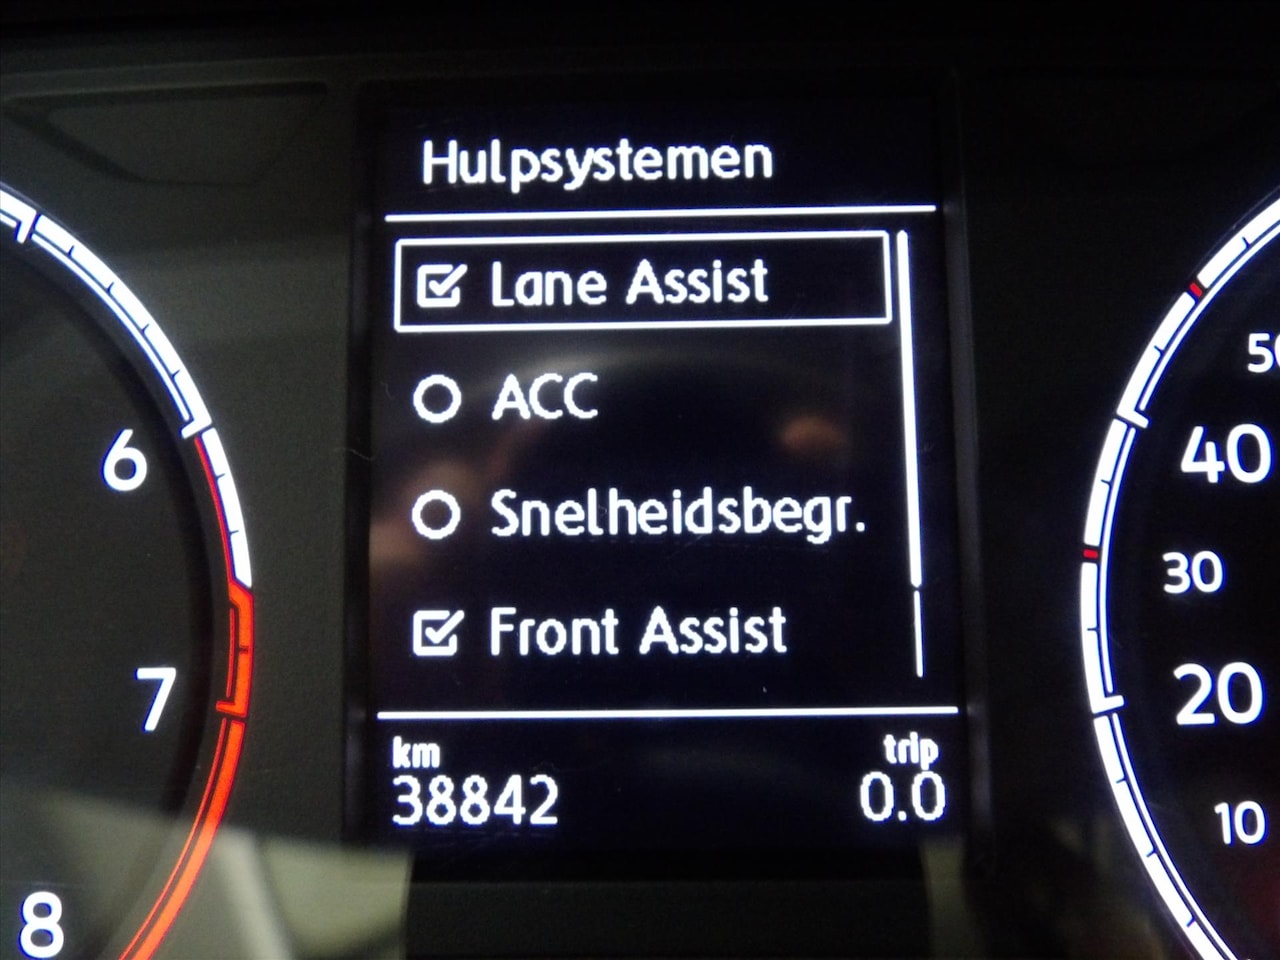 Hulpsystemen
Lane Assist
ACC
Snelheidsbegr.
Front Assist
km
trip
38842
0.0
6
7
8
40
30
20
10